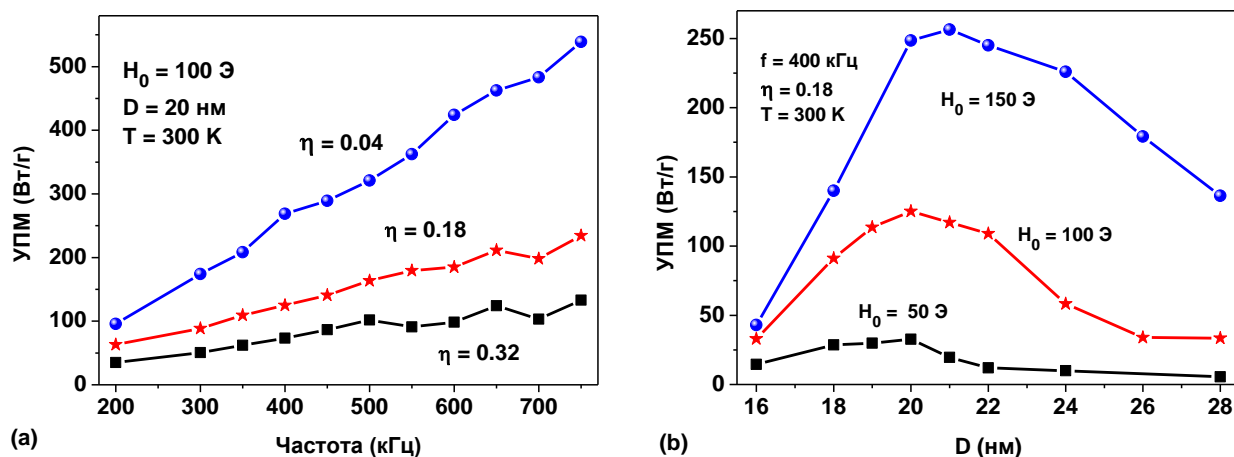 УПМ (Вт/г)
500
400
300
200
100
0
H₀ = 100 Э
D = 20 нм
T = 300 K
η = 0.04
η = 0.18
η = 0.32
200 300 400 500 600 700
Частота (кГц)
(a)
УПМ (Вт/г)
250
200
150
100
50
0
f = 400 кГц
η = 0.18
T = 300 K
H₀ = 150 Э
H₀ = 100 Э
H₀ = 50 Э
16 18 20 22 24 26 28
D (нм)
(b)